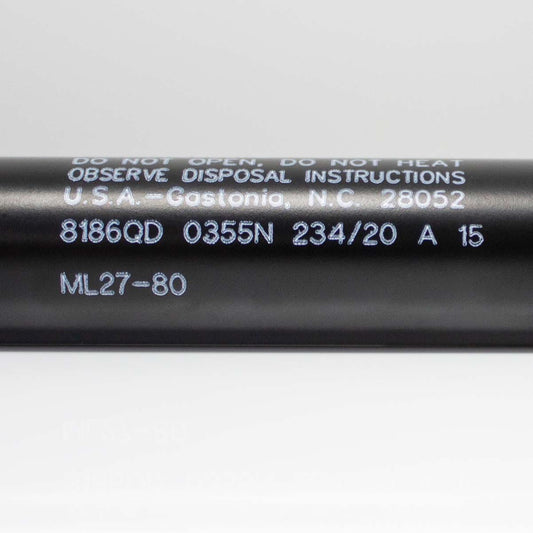 DO NOT OPEN, DO NOT HEAT
OBSERVE DISPOSAL INSTRUCTIONS
U.S.A.-Gastonia, N.C. 28052
8186QD 0355N 234/20 A 15
ML27-80